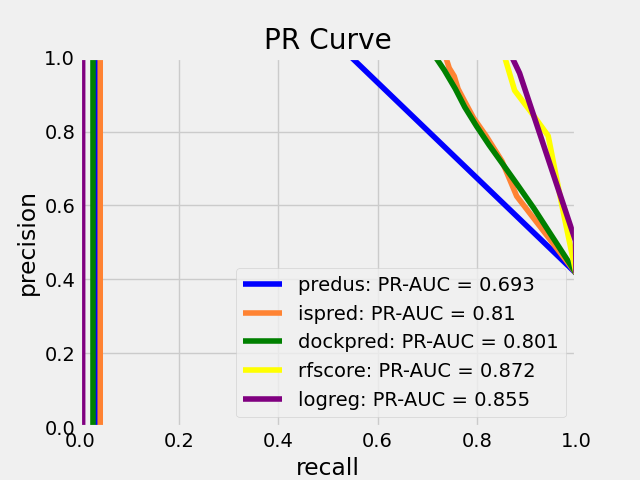 PR Curve
1.0
0.8
0.6
0.4
0.2
0.0
precision
predus: PR-AUC = 0.693
ispred: PR-AUC = 0.81
dockpred: PR-AUC = 0.801
rfscore: PR-AUC = 0.872
logreg: PR-AUC = 0.855
0.0 0.2 0.4 0.6 0.8 1.0
recall